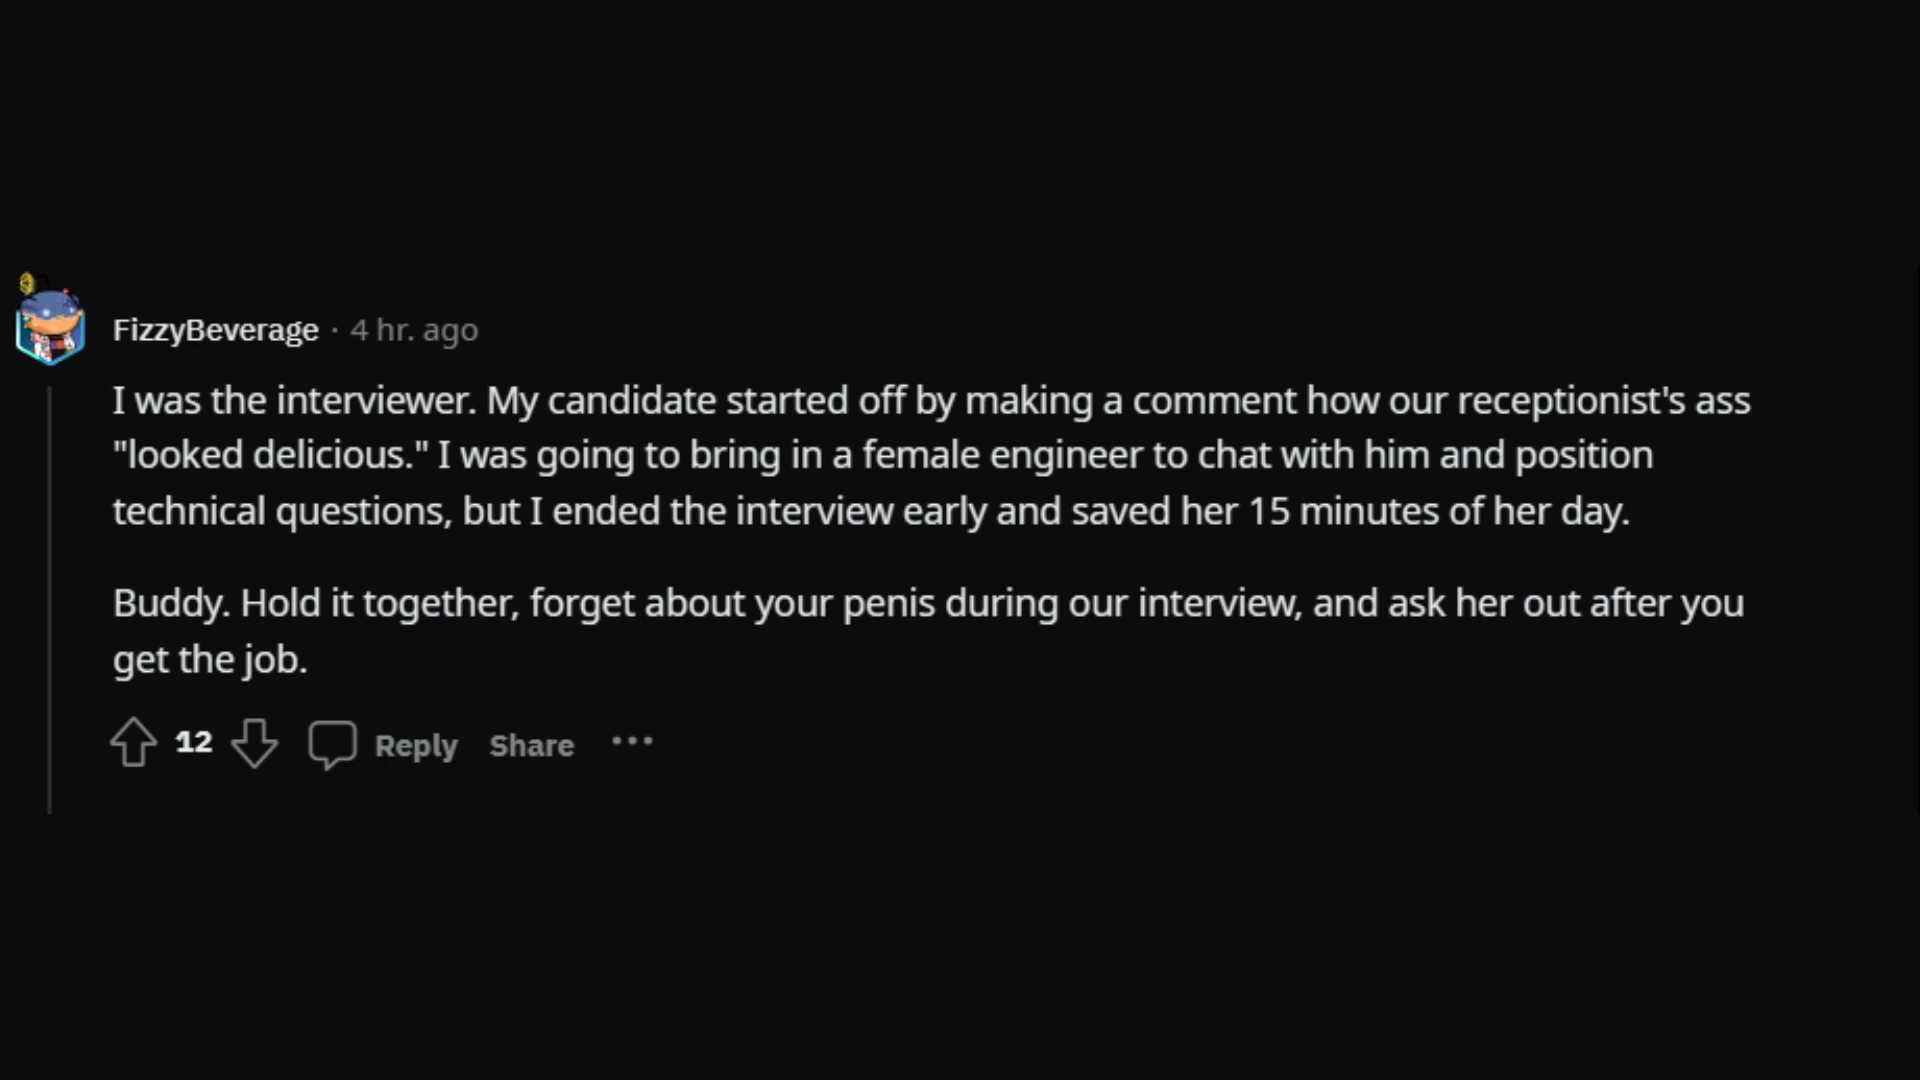 FizzyBeverage · 4 hr. ago
I was the interviewer. My candidate started off by making a comment how our receptionist's ass
"looked delicious." I was going to bring in a female engineer to chat with him and position
technical questions, but I ended the interview early and saved her 15 minutes of her day.
Buddy. Hold it together, forget about your penis during our interview, and ask her out after you
get the job.
12 Reply Share ···